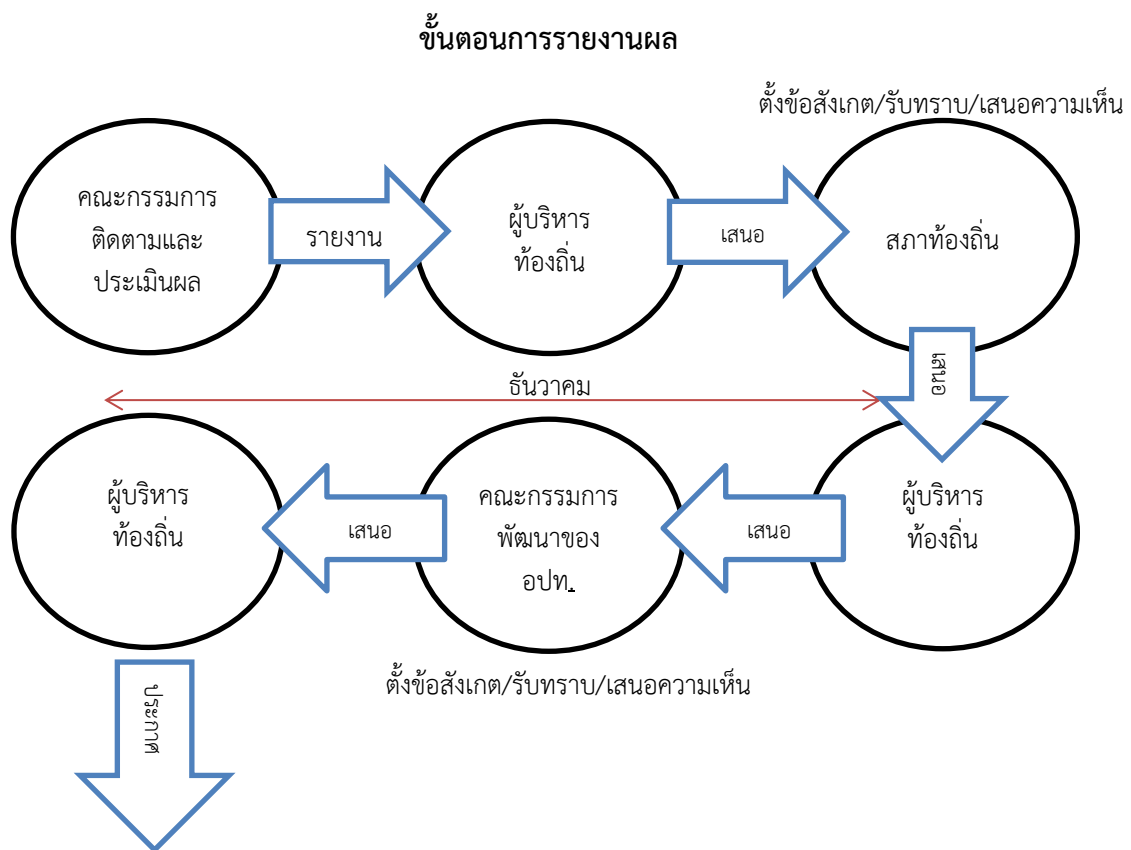 ขั้นตอนการรายงานผล
ตั้งข้อสังเกต/รับทราบ/เสนอความเห็น
คณะกรรมการ
ติดตามและ
ประเมินผล
รายงาน
ผู้บริหาร
ท้องถิ่น
เสนอ
สภาท้องถิ่น
เสนอ
ธันวาคม
ผู้บริหาร
ท้องถิ่น
เสนอ
คณะกรรมการ
พัฒนาของ
อปท.
เสนอ
ผู้บริหาร
ท้องถิ่น
ตั้งข้อสังเกต/รับทราบ/เสนอความเห็น
ประกาศ